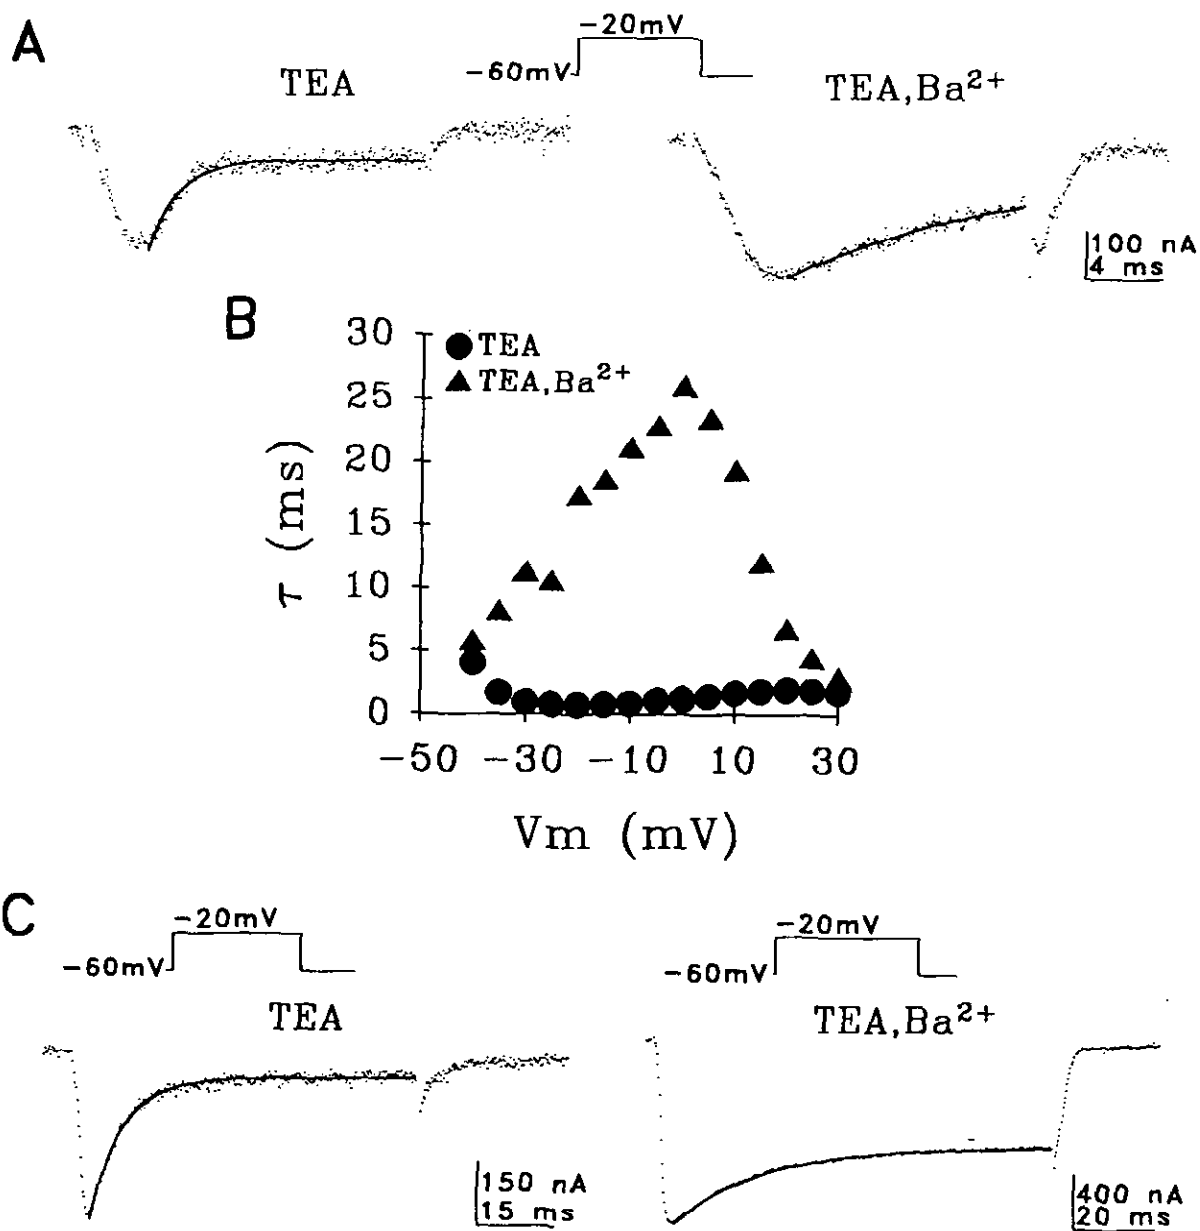 A
-20mV
-60mV
TEA
TEA,Ba²⁺
100 nA
4 ms
B
TEA
TEA,Ba²⁺
τ (ms)
30
25
20
15
10
5
0
-50 -30 -10 10 30
Vm (mV)
C
-20mV
-60mV
TEA
150 nA
15 ms
-20mV
-60mV
TEA,Ba²⁺
400 nA
20 ms